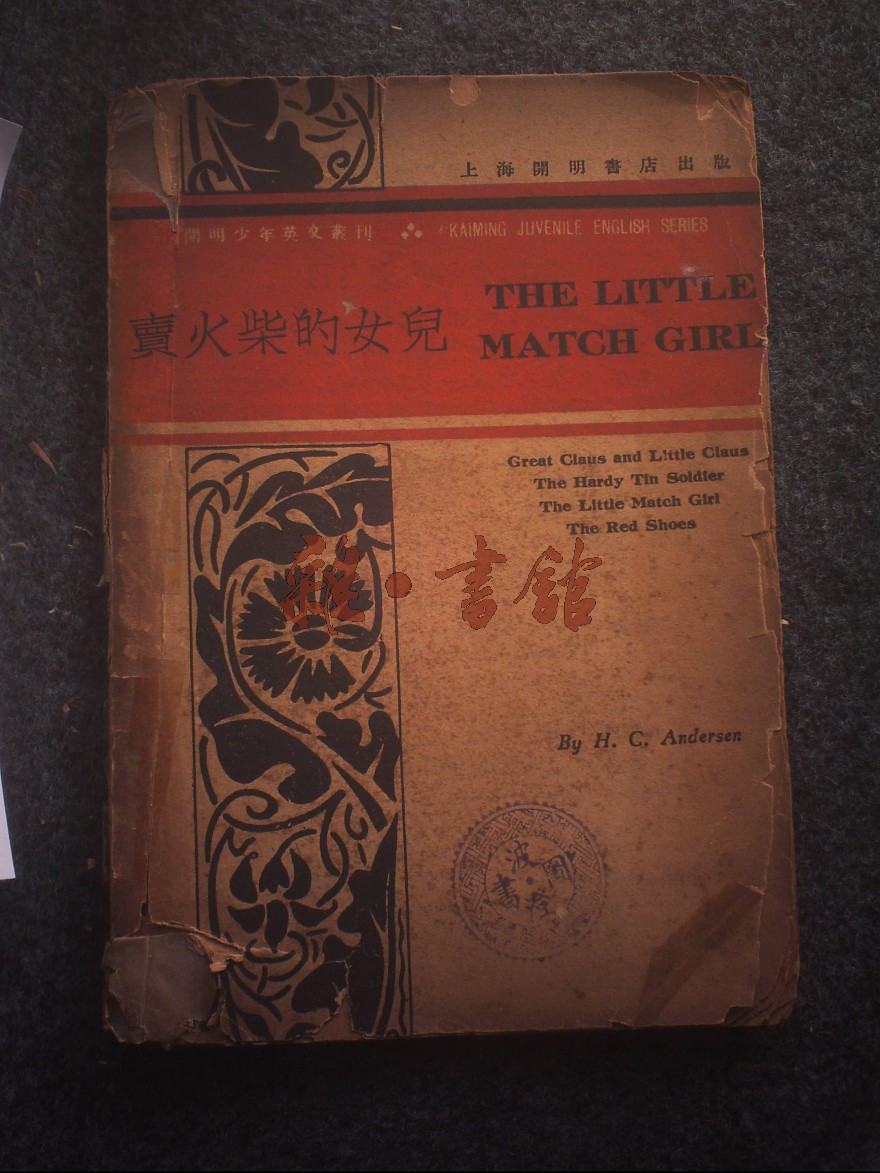 上海開明書店出版
開明少年英文叢刊 KAIMING JUVENILE ENGLISH SERIES
賣火柴的女兒
THE LITTLE
MATCH GIRL
Great Claus and Little Claus
The Hardy Tin Soldier
The Little Match Girl
The Red Shoes
書館
By H. C. Andersen